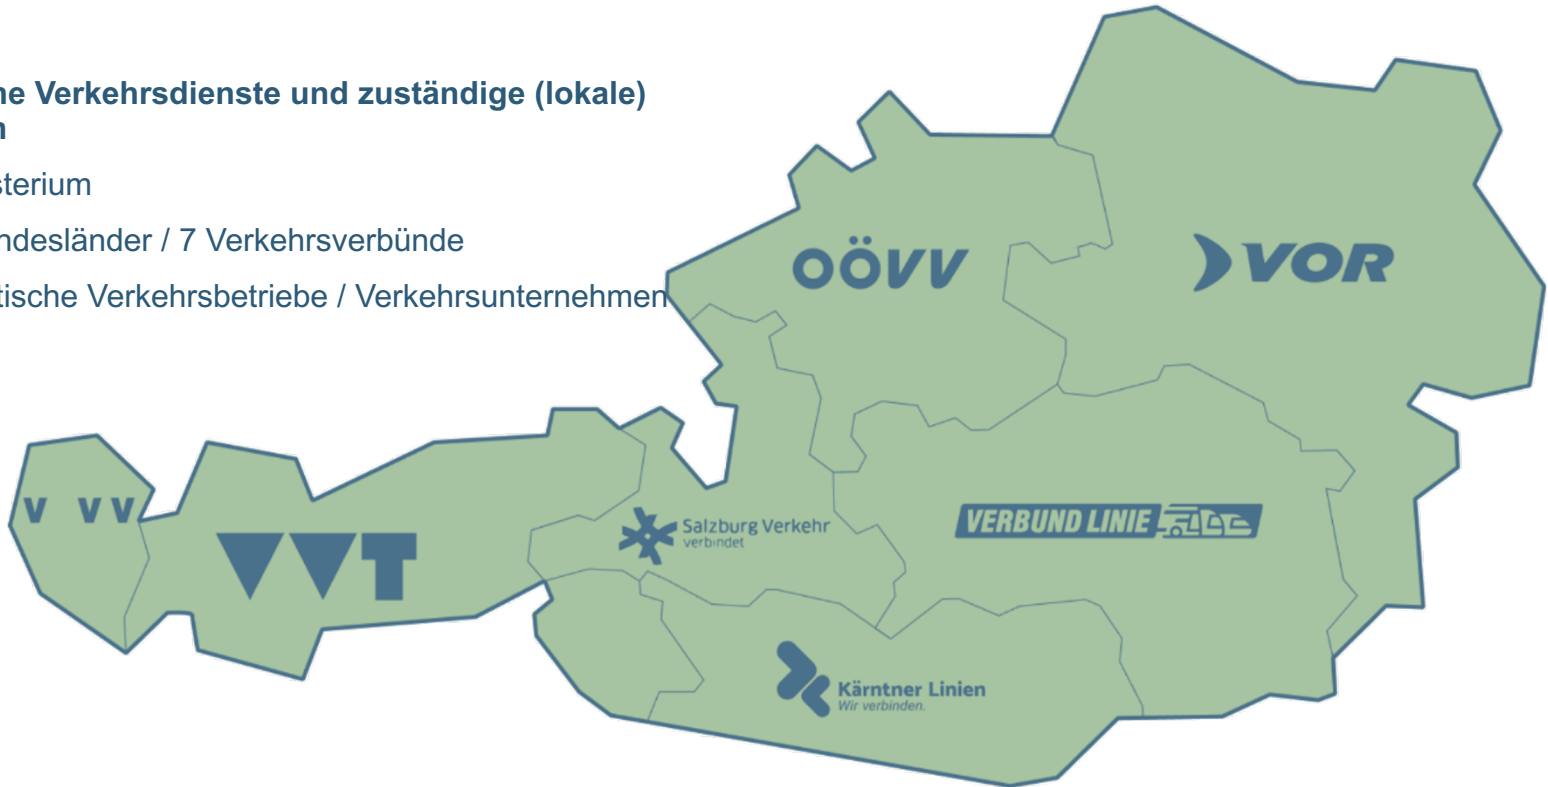 ne Verkehrsdienste und zuständige (lokale)
n
sterium
ndesländer / 7 Verkehrsverbünde
tische Verkehrsbetriebe / Verkehrsunternehmen
OÖVV
VOR
V VV
VVT
Salzburg Verkehr
verbindet
VERBUND LINIE
Kärntner Linien
Wir verbinden.